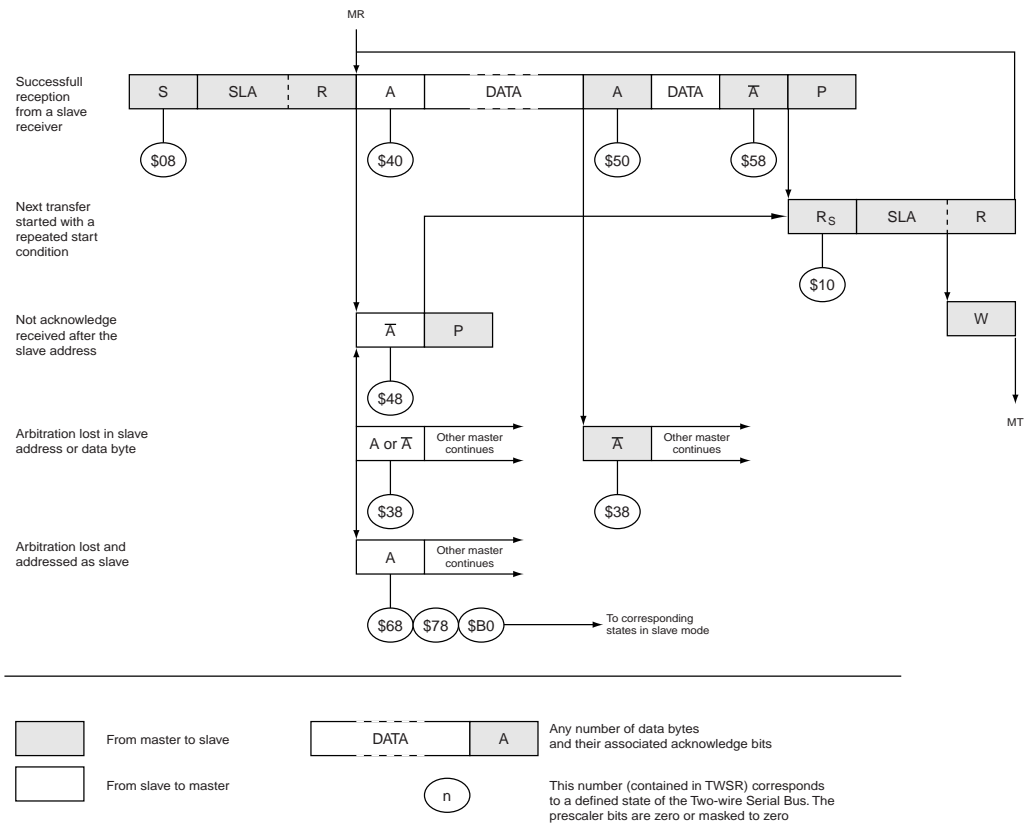 MR
Successfull
reception
from a slave
receiver
S SLA R A DATA A DATA A̅ P
$08 $40 $50 $58
Next transfer
started with a
repeated start
condition
RS SLA R
$10
Not acknowledge
received after the
slave address
A̅ P
W
$48
MT
Arbitration lost in slave
address or data byte
A or A̅
Other master
continues
A̅
Other master
continues
$38 $38
Arbitration lost and
addressed as slave
A
Other master
continues
$68 $78 $B0
To corresponding
states in slave mode
From master to slave
DATA A
Any number of data bytes
and their associated acknowledge bits
From slave to master
n
This number (contained in TWSR) corresponds
to a defined state of the Two-wire Serial Bus. The
prescaler bits are zero or masked to zero